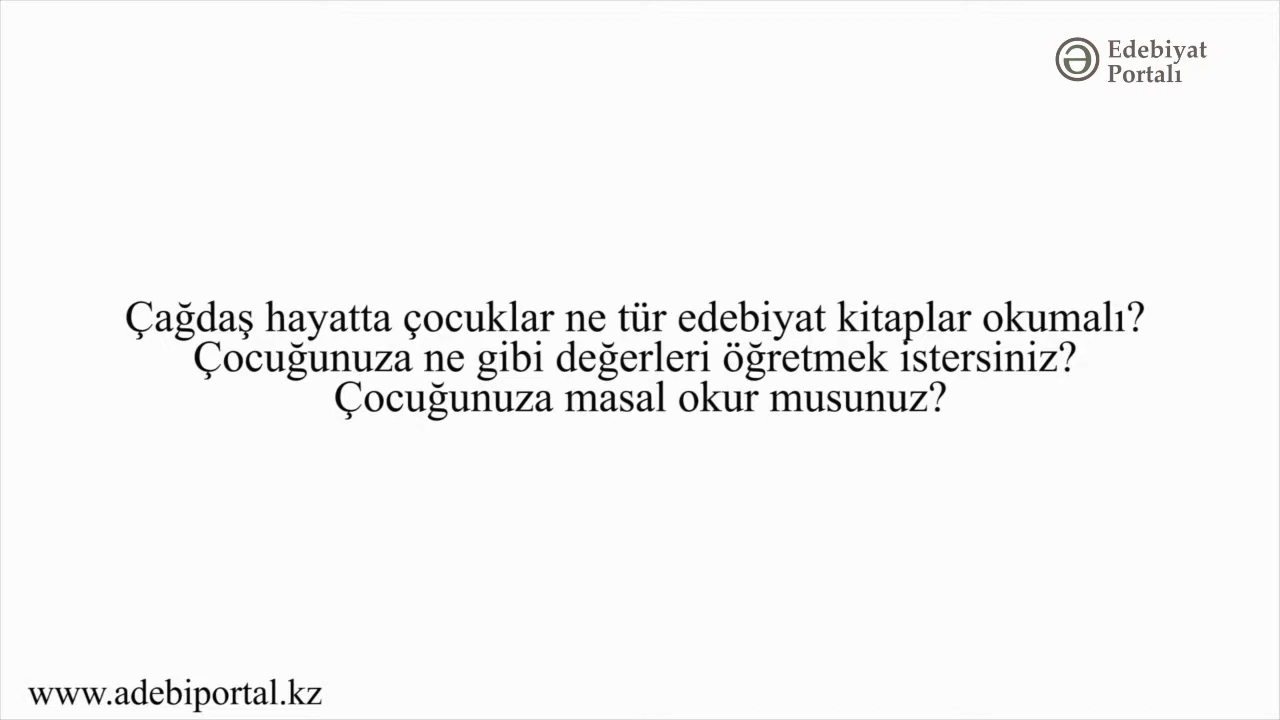 Edebiyat
Portalı
Çağdaş hayatta çocuklar ne tür edebiyat kitaplar okumalı?
Çocuğunuza ne gibi değerleri öğretmek istersiniz?
Çocuğunuza masal okur musunuz?
www.adebiportal.kz